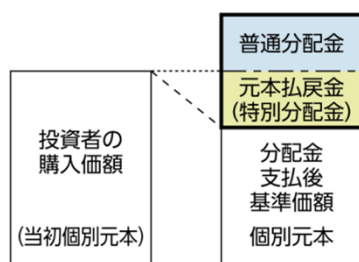 普通分配金
元本払戻金
(特別分配金)
投資者の
購入価額
(当初個別元本)
分配金
支払後
基準価額
個別元本